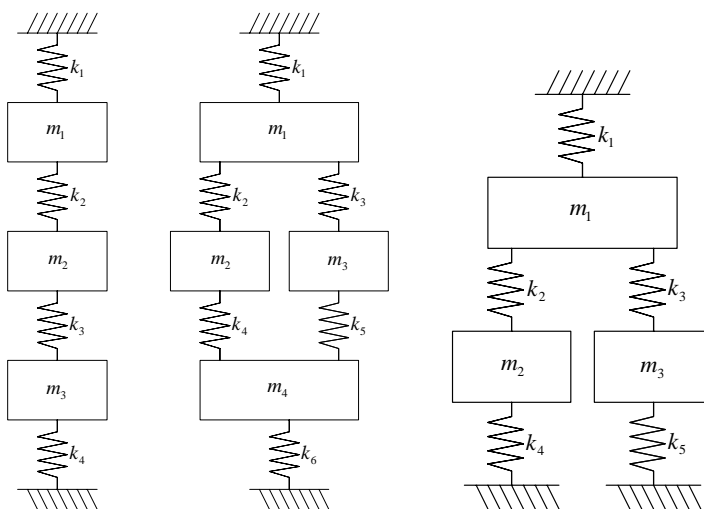 k₁
m₁
k₂
m₂
k₃
m₃
k₄
k₁
m₁
k₂ k₃
m₂ m₃
k₄ k₅
m₄
k₆
k₁
m₁
k₂ k₃
m₂ m₃
k₄ k₅